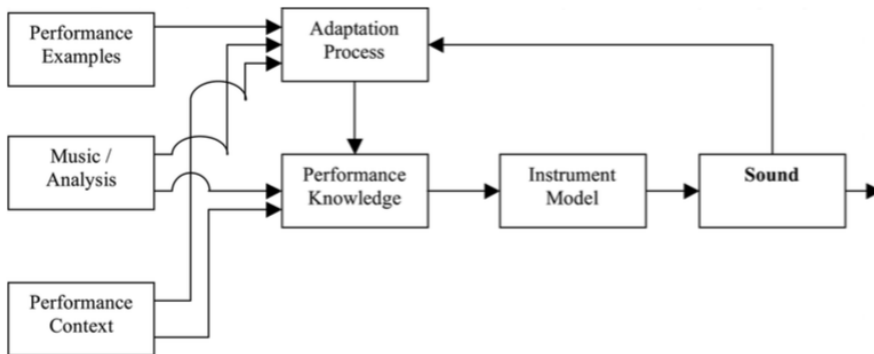 Performance
Examples
Adaptation
Process
Music /
Analysis
Performance
Knowledge
Instrument
Model
Sound
Performance
Context